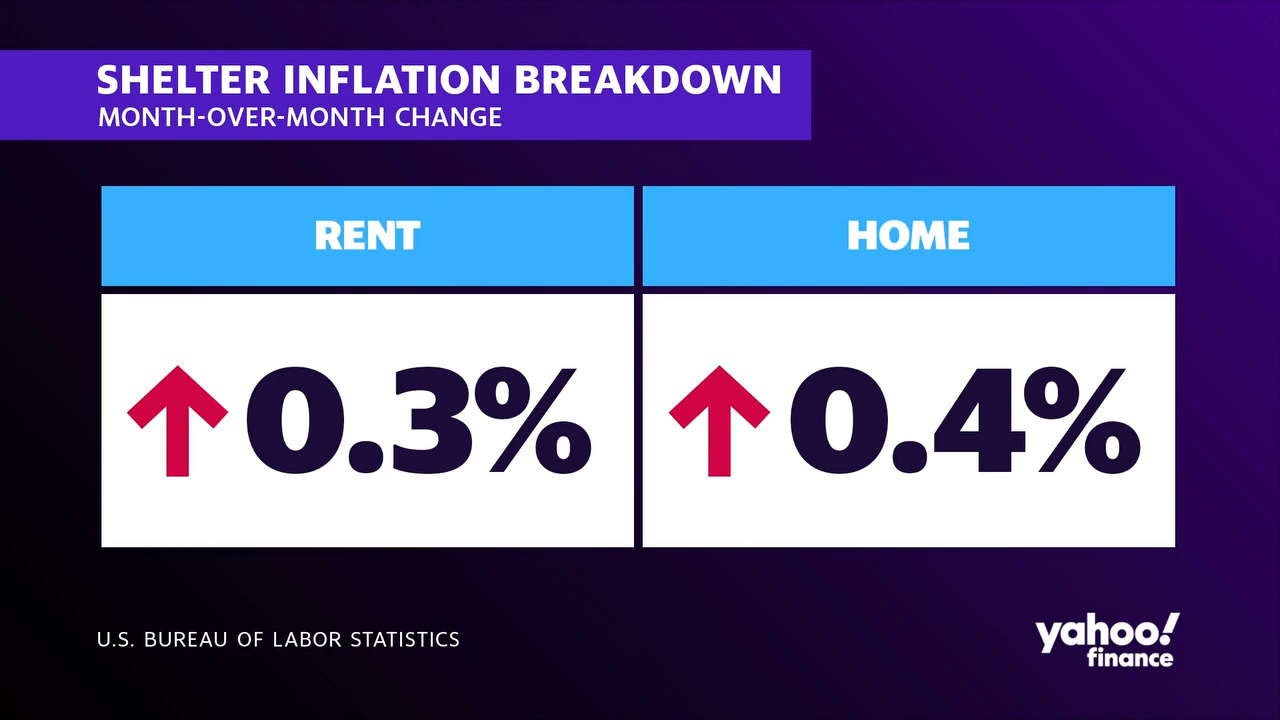 SHELTER INFLATION BREAKDOWN
MONTH-OVER-MONTH CHANGE
RENT
HOME
0.3%
0.4%
U.S. BUREAU OF LABOR STATISTICS
yahoo!
finance